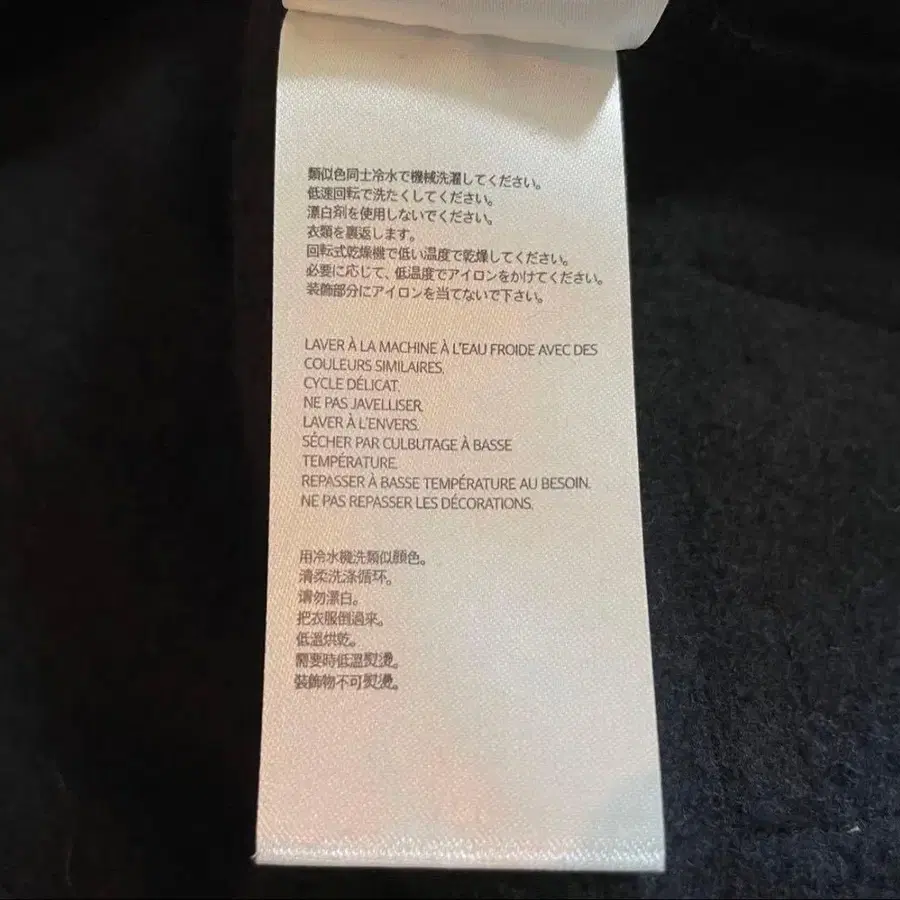 類似色同士冷水で機械洗濯してください。
低速回転で洗たくしてください。
漂白剤を使用しないでください。
衣類を裏返します。
回転式乾燥機で低い温度で乾燥してください。
必要に応じて、低温度でアイロンをかけてください。
装飾部分にアイロンを当てないで下さい。
LAVER À LA MACHINE À L'EAU FROIDE AVEC DES
COULEURS SIMILAIRES.
CYCLE DÉLICAT.
NE PAS JAVELLISER.
LAVER À L'ENVERS.
SÉCHER PAR CULBUTAGE À BASSE
TEMPÉRATURE.
REPASSER À BASSE TEMPÉRATURE AU BESOIN.
NE PAS REPASSER LES DÉCORATIONS.
用冷水機洗類似顏色。
清柔洗涤循环。
请勿漂白。
把衣服倒過來。
低溫烘乾。
需要時低溫熨燙。
裝飾物不可熨燙。